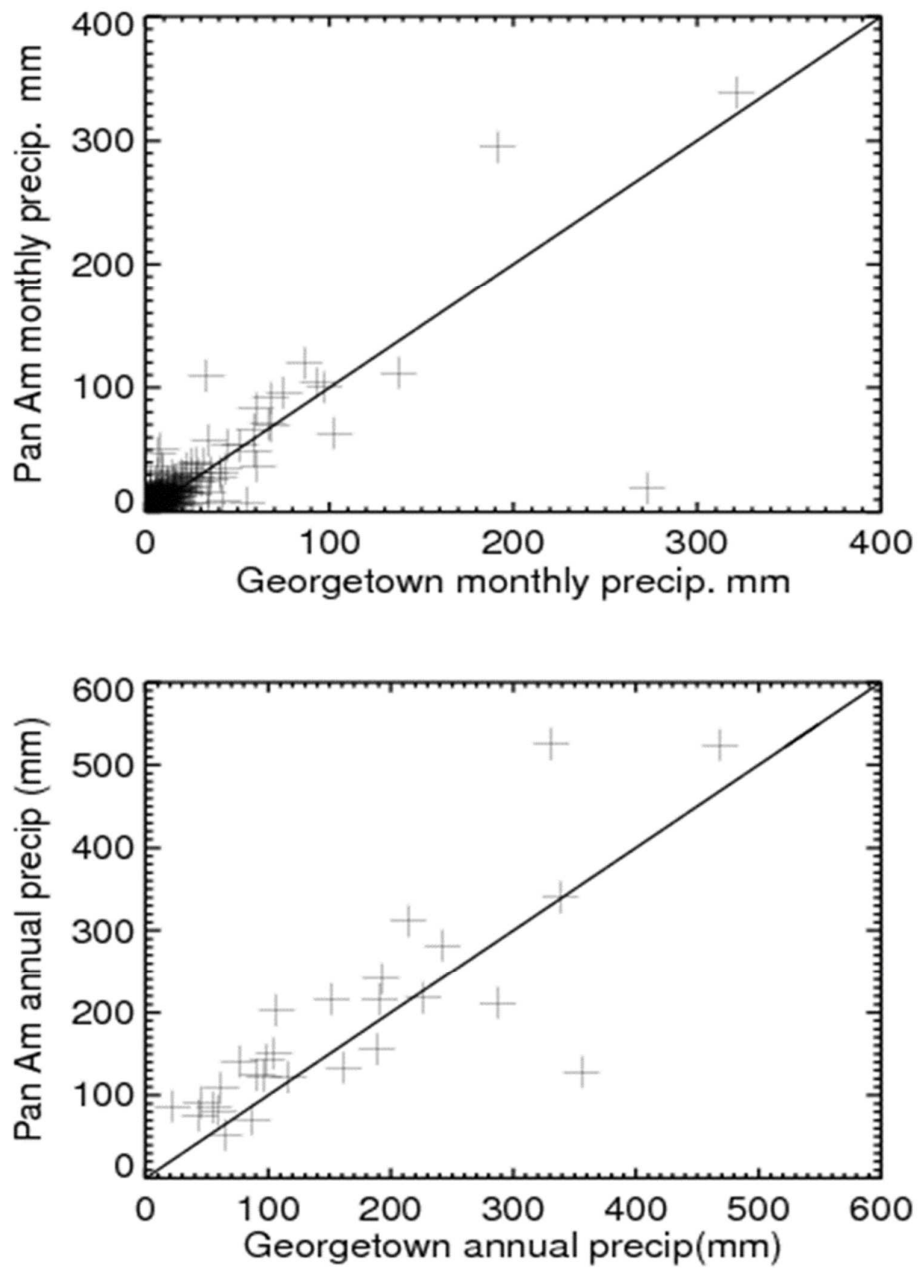 400
300
200
100
0
Pan Am monthly precip. mm
0 100 200 300 400
Georgetown monthly precip. mm
600
500
400
300
200
100
0
Pan Am annual precip (mm)
0 100 200 300 400 500 600
Georgetown annual precip(mm)